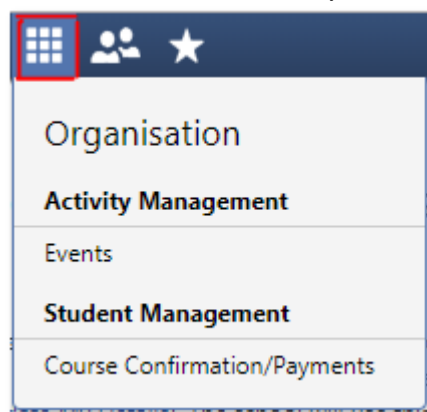 Organisation
Activity Management
Events
Student Management
Course Confirmation/Payments